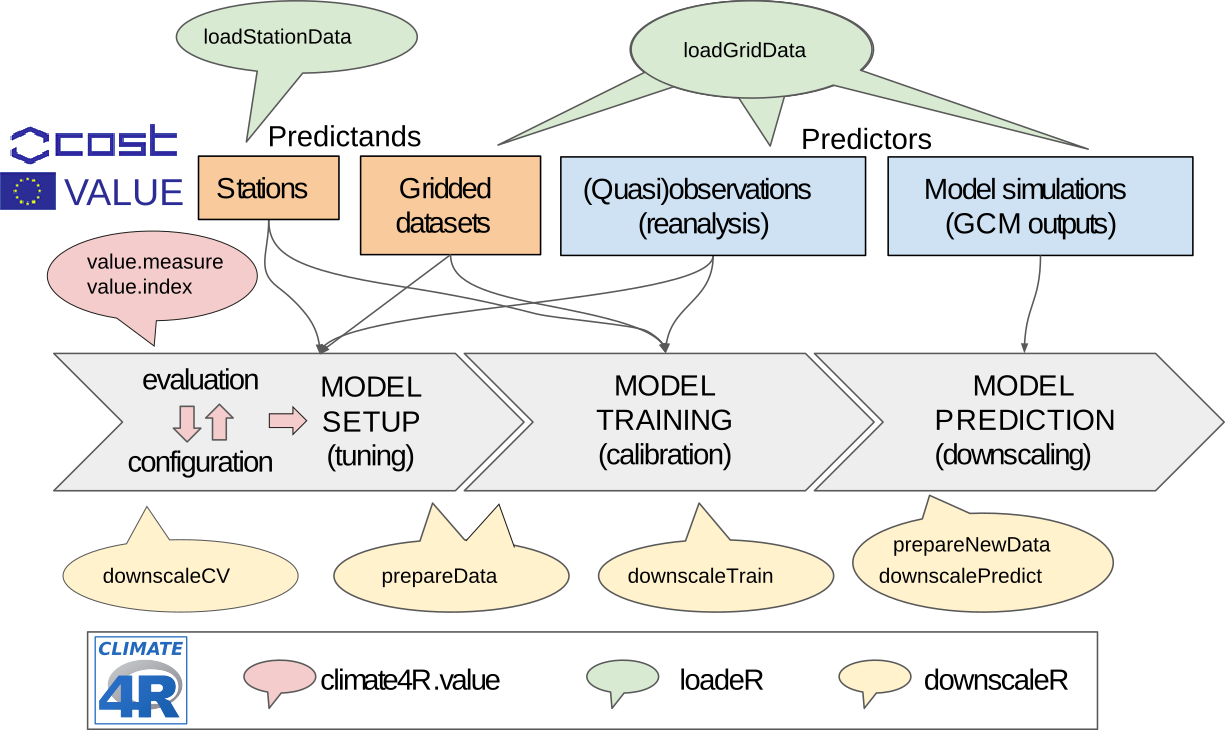 loadStationData
loadGridData
Predictands
Predictors
cost
VALUE
Stations
Gridded
datasets
(Quasi)observations
(reanalysis)
Model simulations
(GCM outputs)
value.measure
value.index
evaluation
configuration
MODEL
SETUP
(tuning)
MODEL
TRAINING
(calibration)
MODEL
PREDICTION
(downscaling)
downscaleCV
prepareData
downscaleTrain
prepareNewData
downscalePredict
CLIMATE
4R
climate4R.value
loadeR
downscaleR